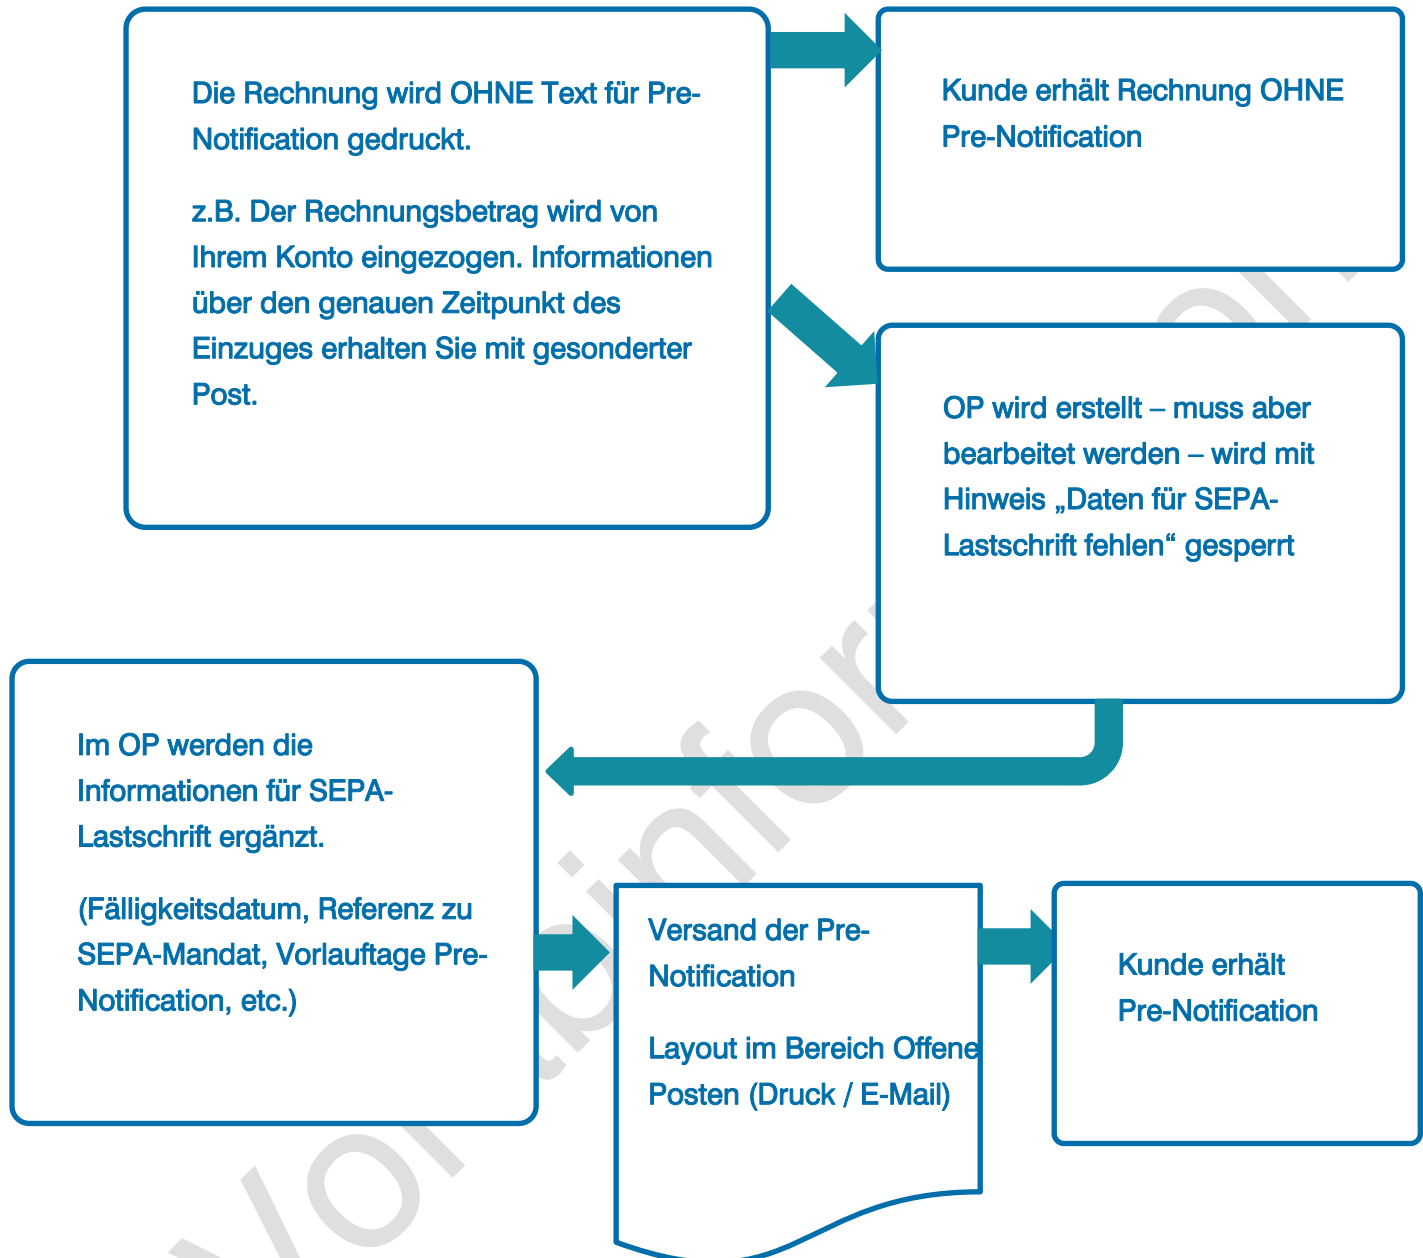 Die Rechnung wird OHNE Text für Pre-
Notification gedruckt.
z.B. Der Rechnungsbetrag wird von
Ihrem Konto eingezogen. Informationen
über den genauen Zeitpunkt des
Einzuges erhalten Sie mit gesonderter
Post.
Kunde erhält Rechnung OHNE
Pre-Notification
OP wird erstellt – muss aber
bearbeitet werden – wird mit
Hinweis „Daten für SEPA-
Lastschrift fehlen“ gesperrt
Im OP werden die
Informationen für SEPA-
Lastschrift ergänzt.
(Fälligkeitsdatum, Referenz zu
SEPA-Mandat, Vorlauftage Pre-
Notification, etc.)
Versand der Pre-
Notification
Layout im Bereich Offene
Posten (Druck / E-Mail)
Kunde erhält
Pre-Notification